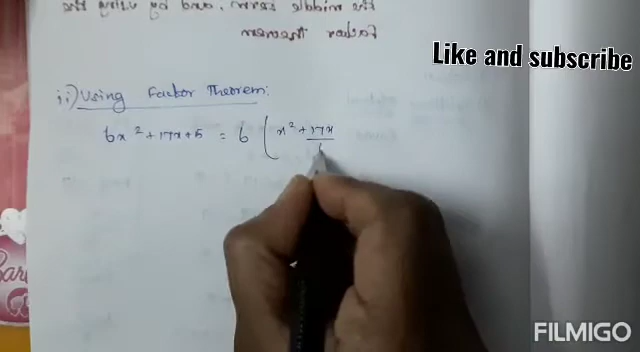 the middle term, and by using the
Factor theorem
Like and subscribe
ii) Using Factor Theorem:
6x² + 17x + 5 = 6 ( x² + 17x
Bar
FILMIGO